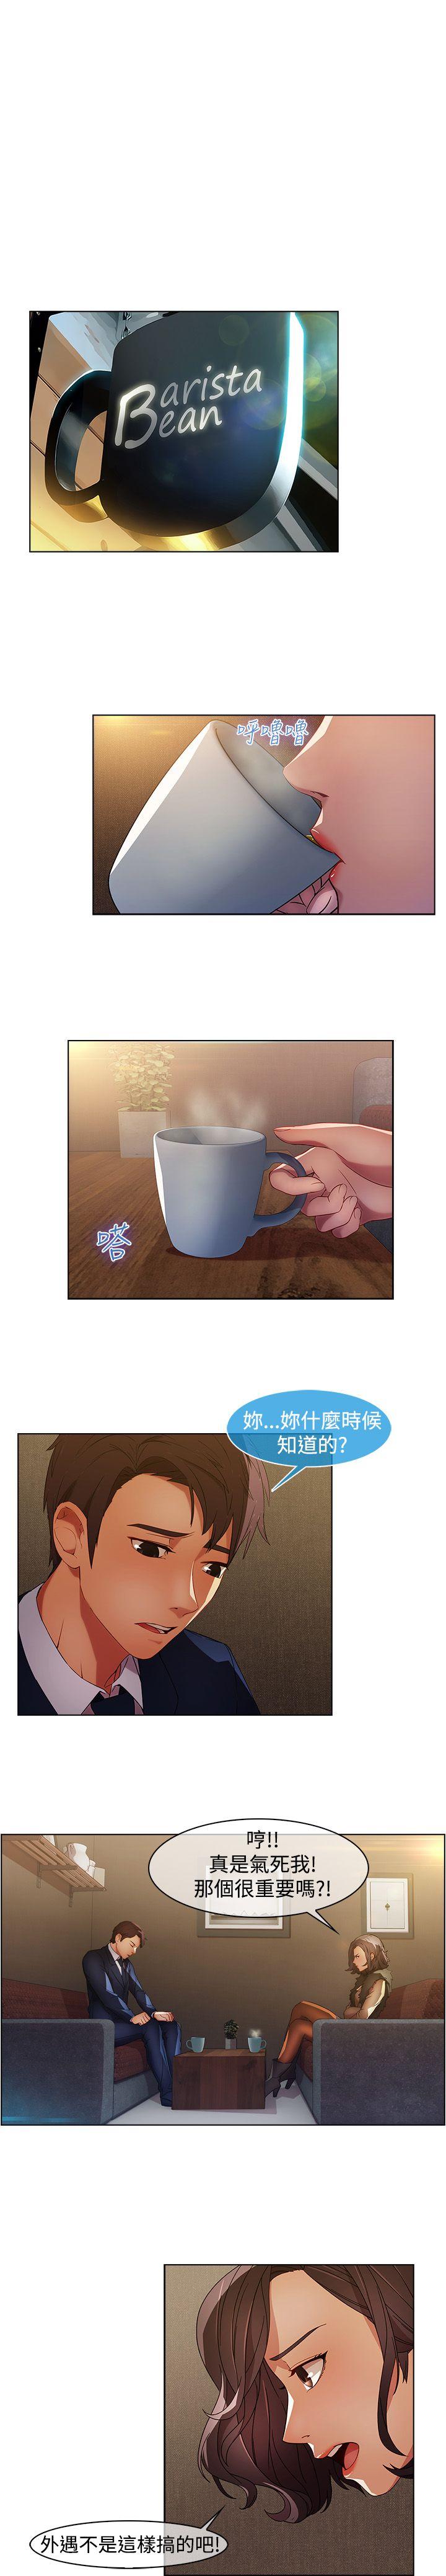 Barista
Bean
呼嚕嚕
嗒
妳...妳什麼時候
知道的?
哼!!
真是氣死我!
那個很重要嗎?!
外遇不是這樣搞的吧!